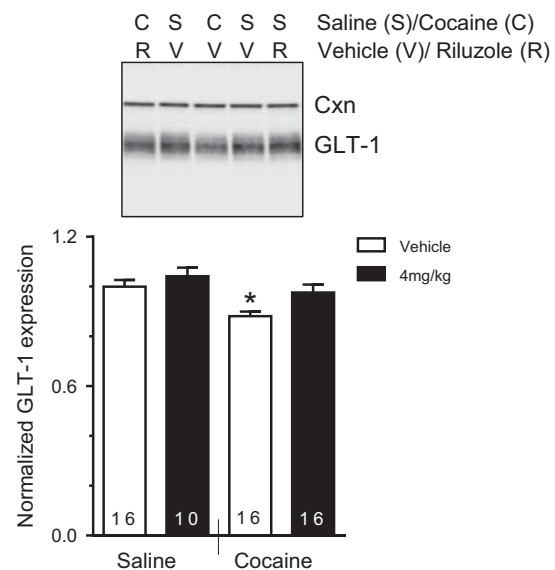 C S C S S Saline (S)/Cocaine (C)
R V V V R Vehicle (V)/ Riluzole (R)
Cxn
GLT-1
1.2
Vehicle
4mg/kg
*
Normalized GLT-1 expression
0.6
16 10 16 16
0.0
Saline Cocaine